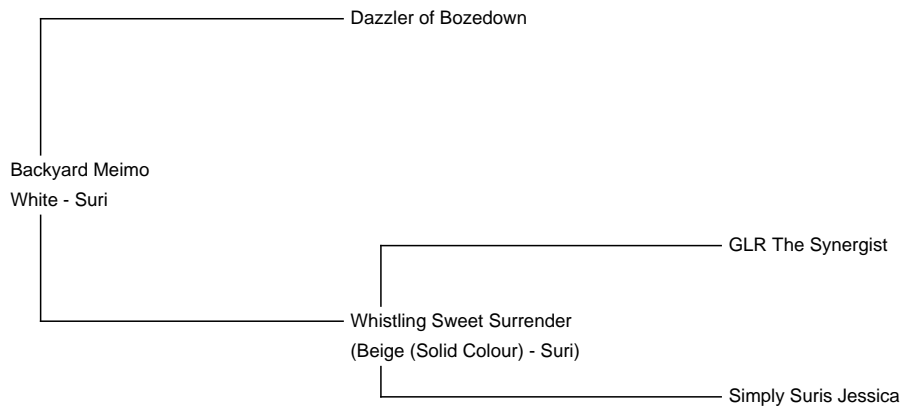 Dazzler of Bozedown
Backyard Meimo
White - Suri
GLR The Synergist
Whistling Sweet Surrender
(Beige (Solid Colour) - Suri)
Simply Suris Jessica